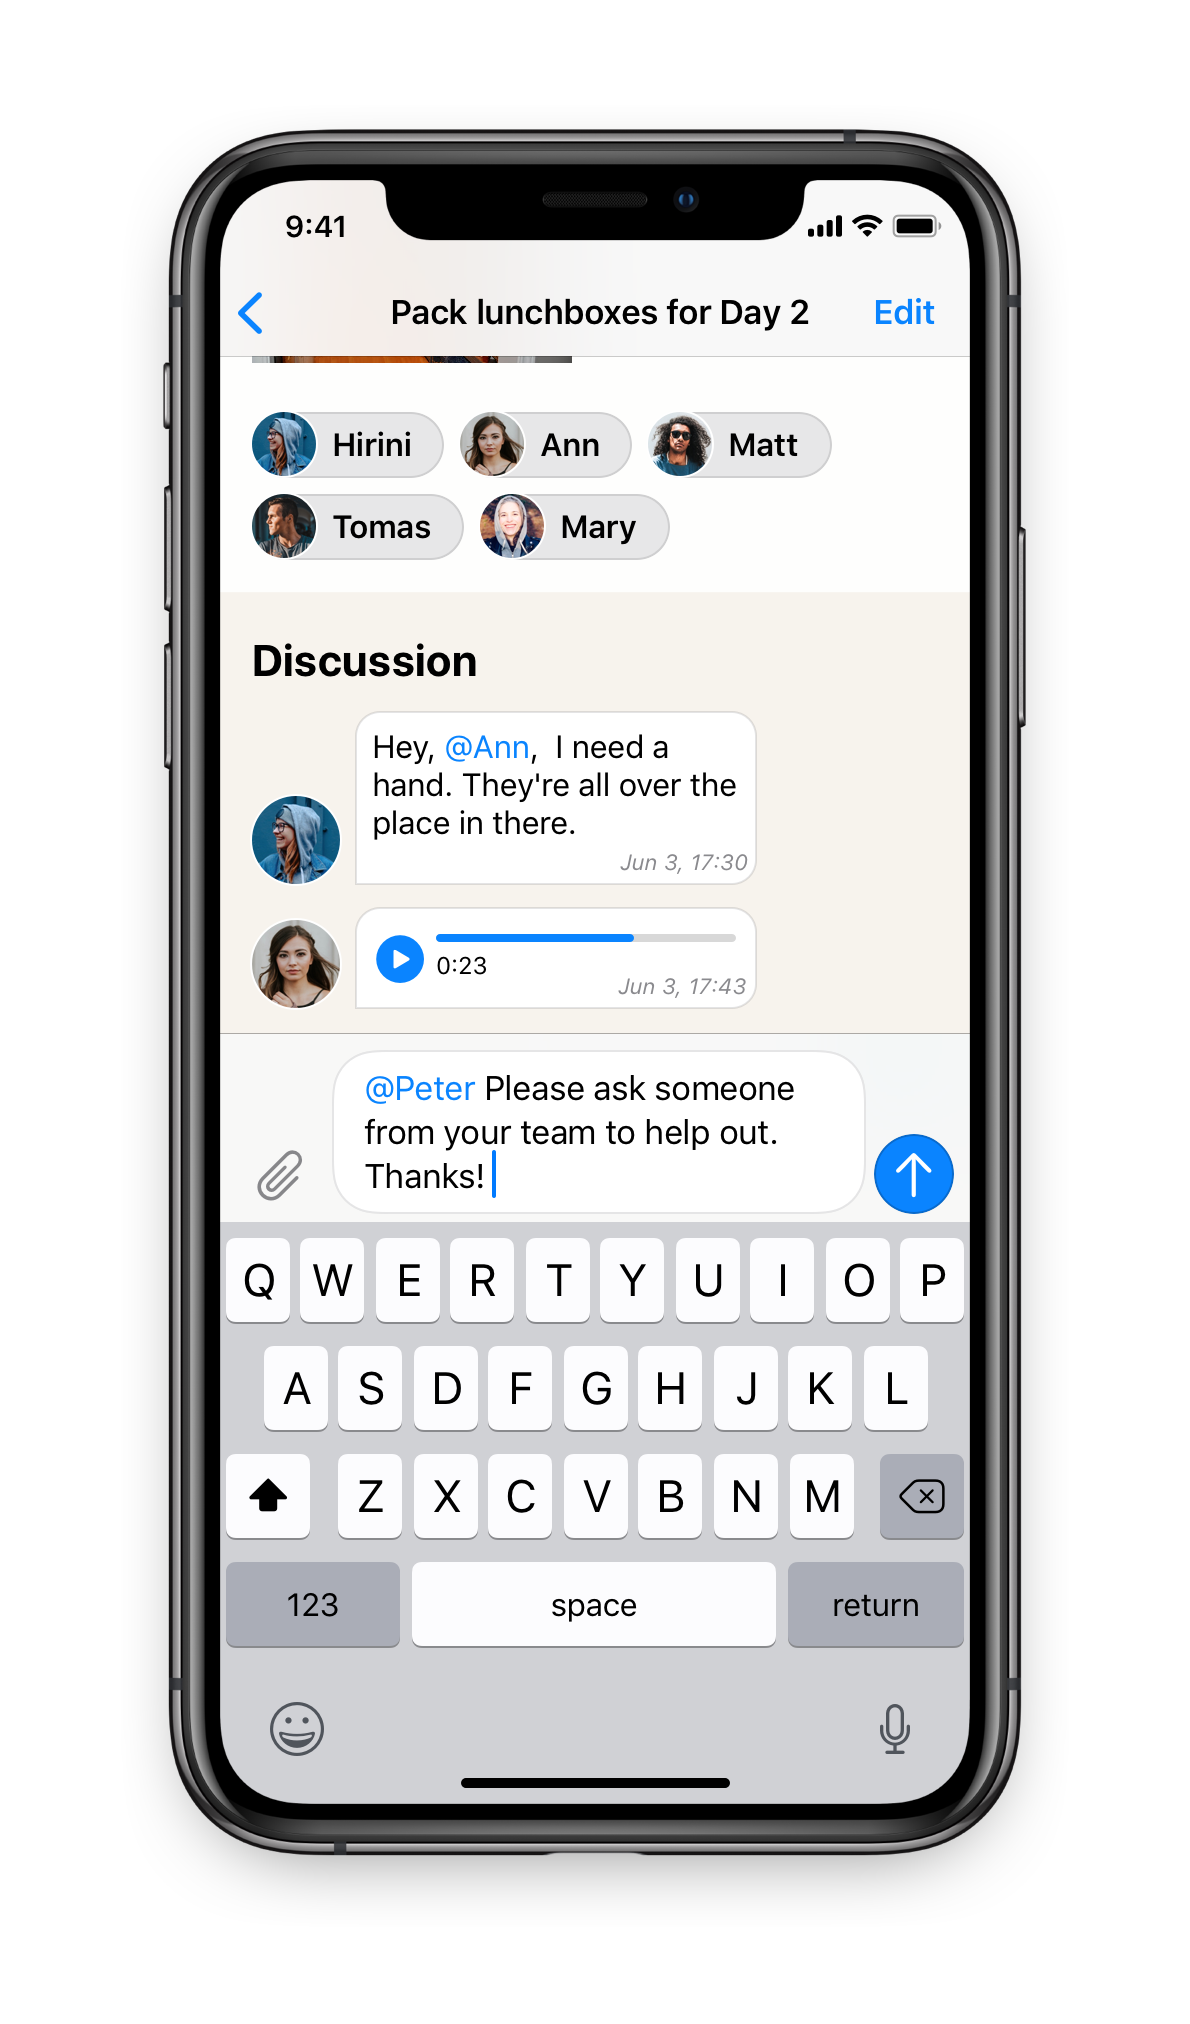 9:41
Pack lunchboxes for Day 2
Edit
Hirini
Ann
Matt
Tomas
Mary
Discussion
Hey, @Ann,  I need a
hand. They're all over the
place in there.
Jun 3, 17:30
0:23
Jun 3, 17:43
@Peter Please ask someone
from your team to help out.
Thanks!
Q W E R T Y U I O P
A S D F G H J K L
Z X C V B N M
123 space return